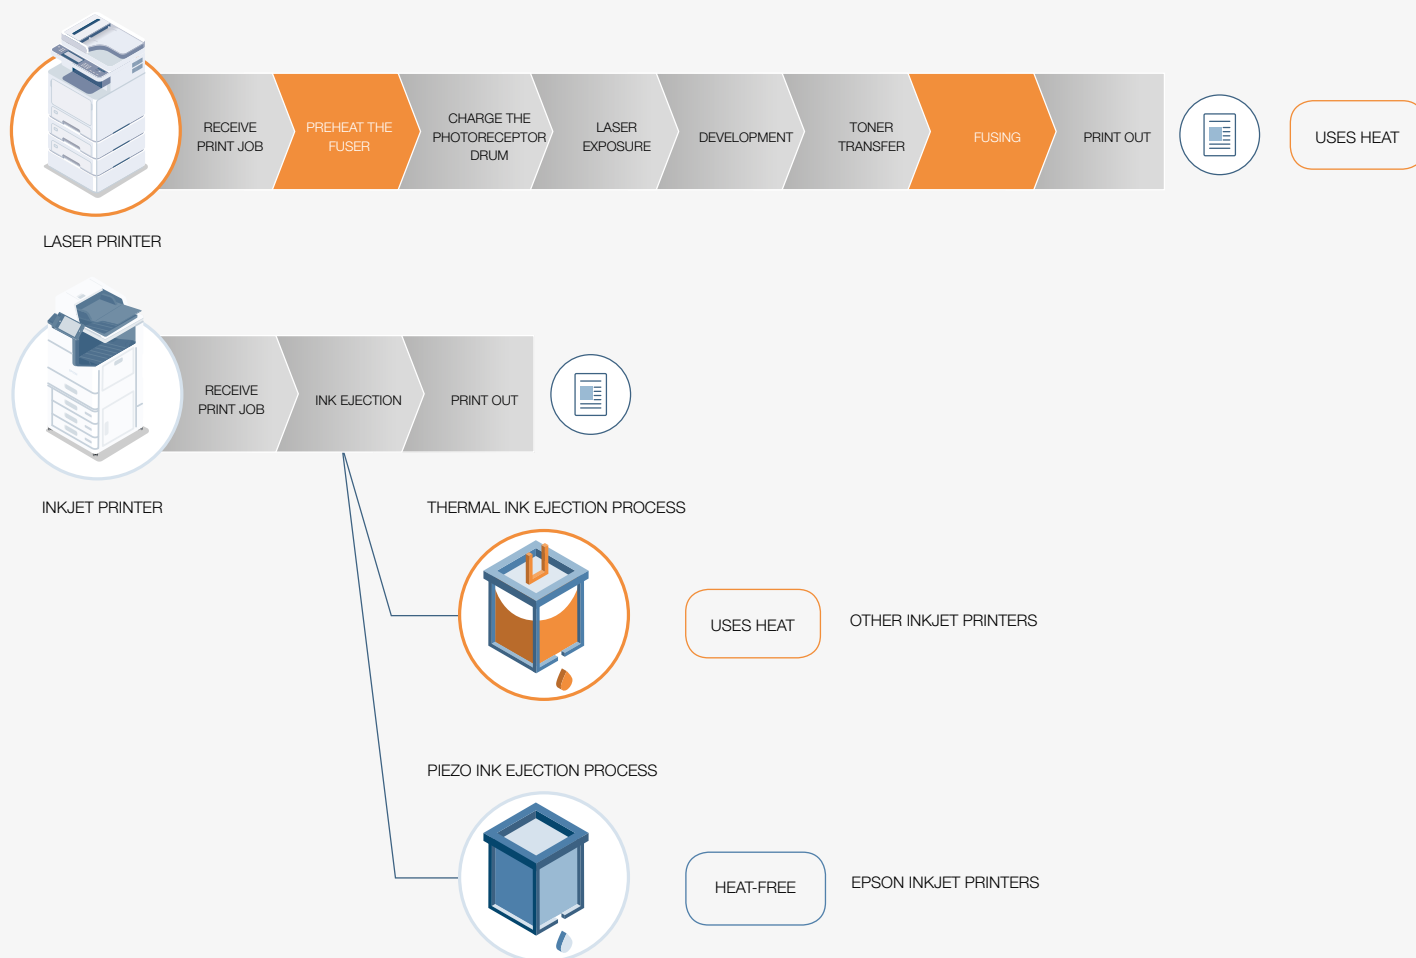 RECEIVE
PRINT JOB
PREHEAT THE
FUSER
CHARGE THE
PHOTORECEPTOR
DRUM
LASER
EXPOSURE
DEVELOPMENT
TONER
TRANSFER
FUSING
PRINT OUT
USES HEAT
LASER PRINTER
RECEIVE
PRINT JOB
INK EJECTION
PRINT OUT
INKJET PRINTER
THERMAL INK EJECTION PROCESS
USES HEAT
OTHER INKJET PRINTERS
PIEZO INK EJECTION PROCESS
HEAT-FREE
EPSON INKJET PRINTERS